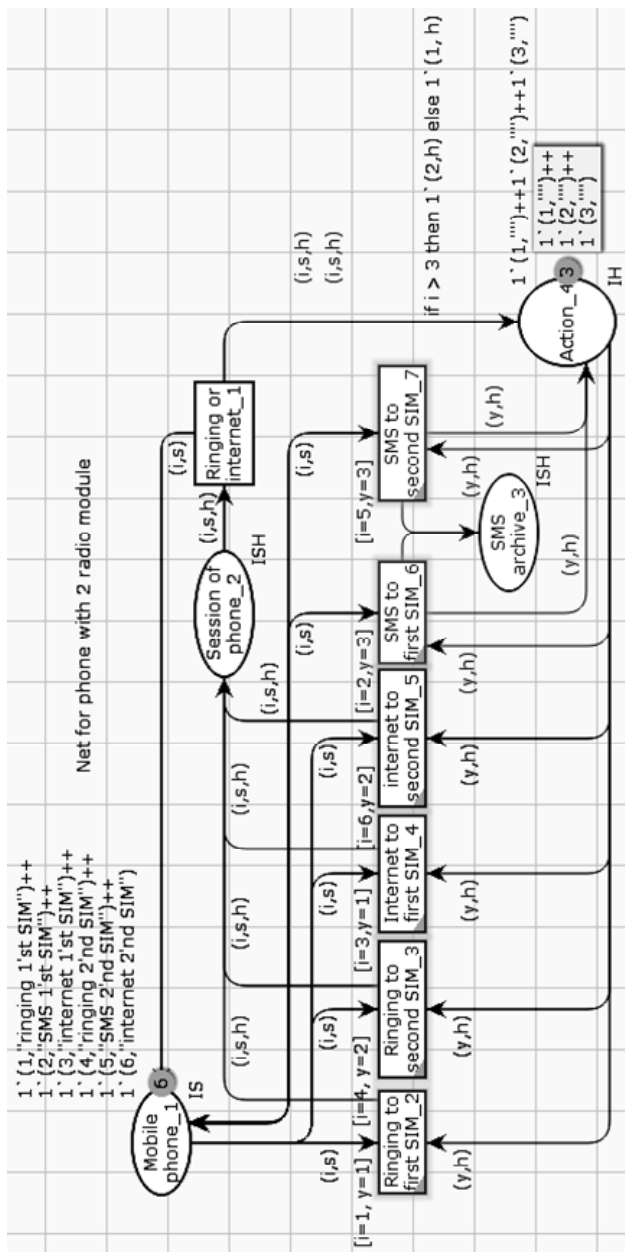 Net for phone with 2 radio module
1`(1,"ringing 1'st SIM")++
1`(2,"SMS 1'st SIM")++
1`(3,"internet 1'st SIM")++
1`(4,"ringing 2'nd SIM")++
1`(5,"SMS 2'nd SIM")++
1`(6,"internet 2'nd SIM")
6
Mobile
phone_1
IS
(i,s)
Session of
phone_2
ISH
(i,s,h)
Ringing or
internet_1
(i,s,h)
(i,s,h)
(i,s,h)
(i,s,h)
(i,s,h)
(i,s,h)
(i,s)
(i,s)
(i,s)
(i,s)
(i,s)
(i,s)
[i=1, y=1]
[i=4, y=2]
[i=3,y=1]
[i=6,y=2]
[i=2,y=3]
[i=5,y=3]
Ringing to
first SIM_2
Ringing to
second SIM_3
Internet to
first SIM_4
internet to
second SIM_5
SMS to
first SIM_6
SMS to
second SIM_7
if i > 3 then 1`(2,h) else 1`(1, h)
(y,h)
(y,h)
(y,h)
(y,h)
(y,h)
(y,h)
(y,h)
(y,h)
SMS
archive_3
ISH
Action_4
3
IH
1`(1,"")++1`(2,"")++1`(3,"")
1`(1,"")++
1`(2,"")++
1`(3,"")